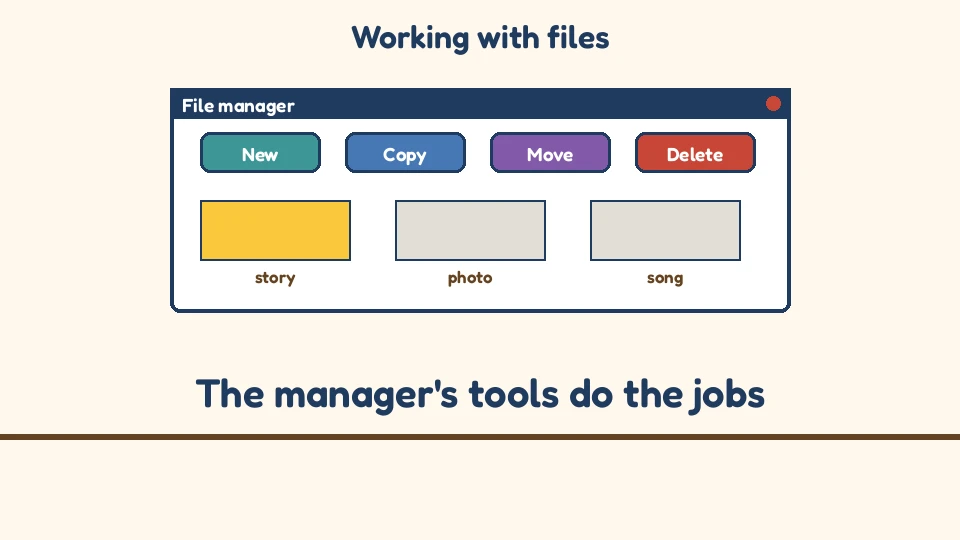 Working with files
File manager
New Copy Move Delete
story photo song
The manager's tools do the jobs